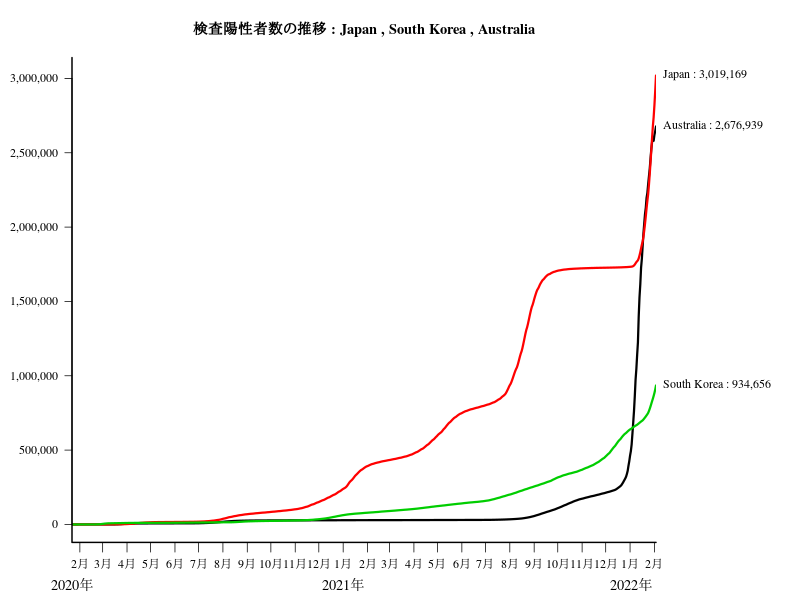 検査陽性者数の推移 : Japan , South Korea , Australia
3,000,000
2,500,000
2,000,000
1,500,000
1,000,000
500,000
0
Japan : 3,019,169
Australia : 2,676,939
South Korea : 934,656
2月 3月 4月 5月 6月 7月 8月 9月 10月 11月 12月 1月 2月 3月 4月 5月 6月 7月 8月 9月 10月 11月 12月 1月 2月
2020年 2021年 2022年